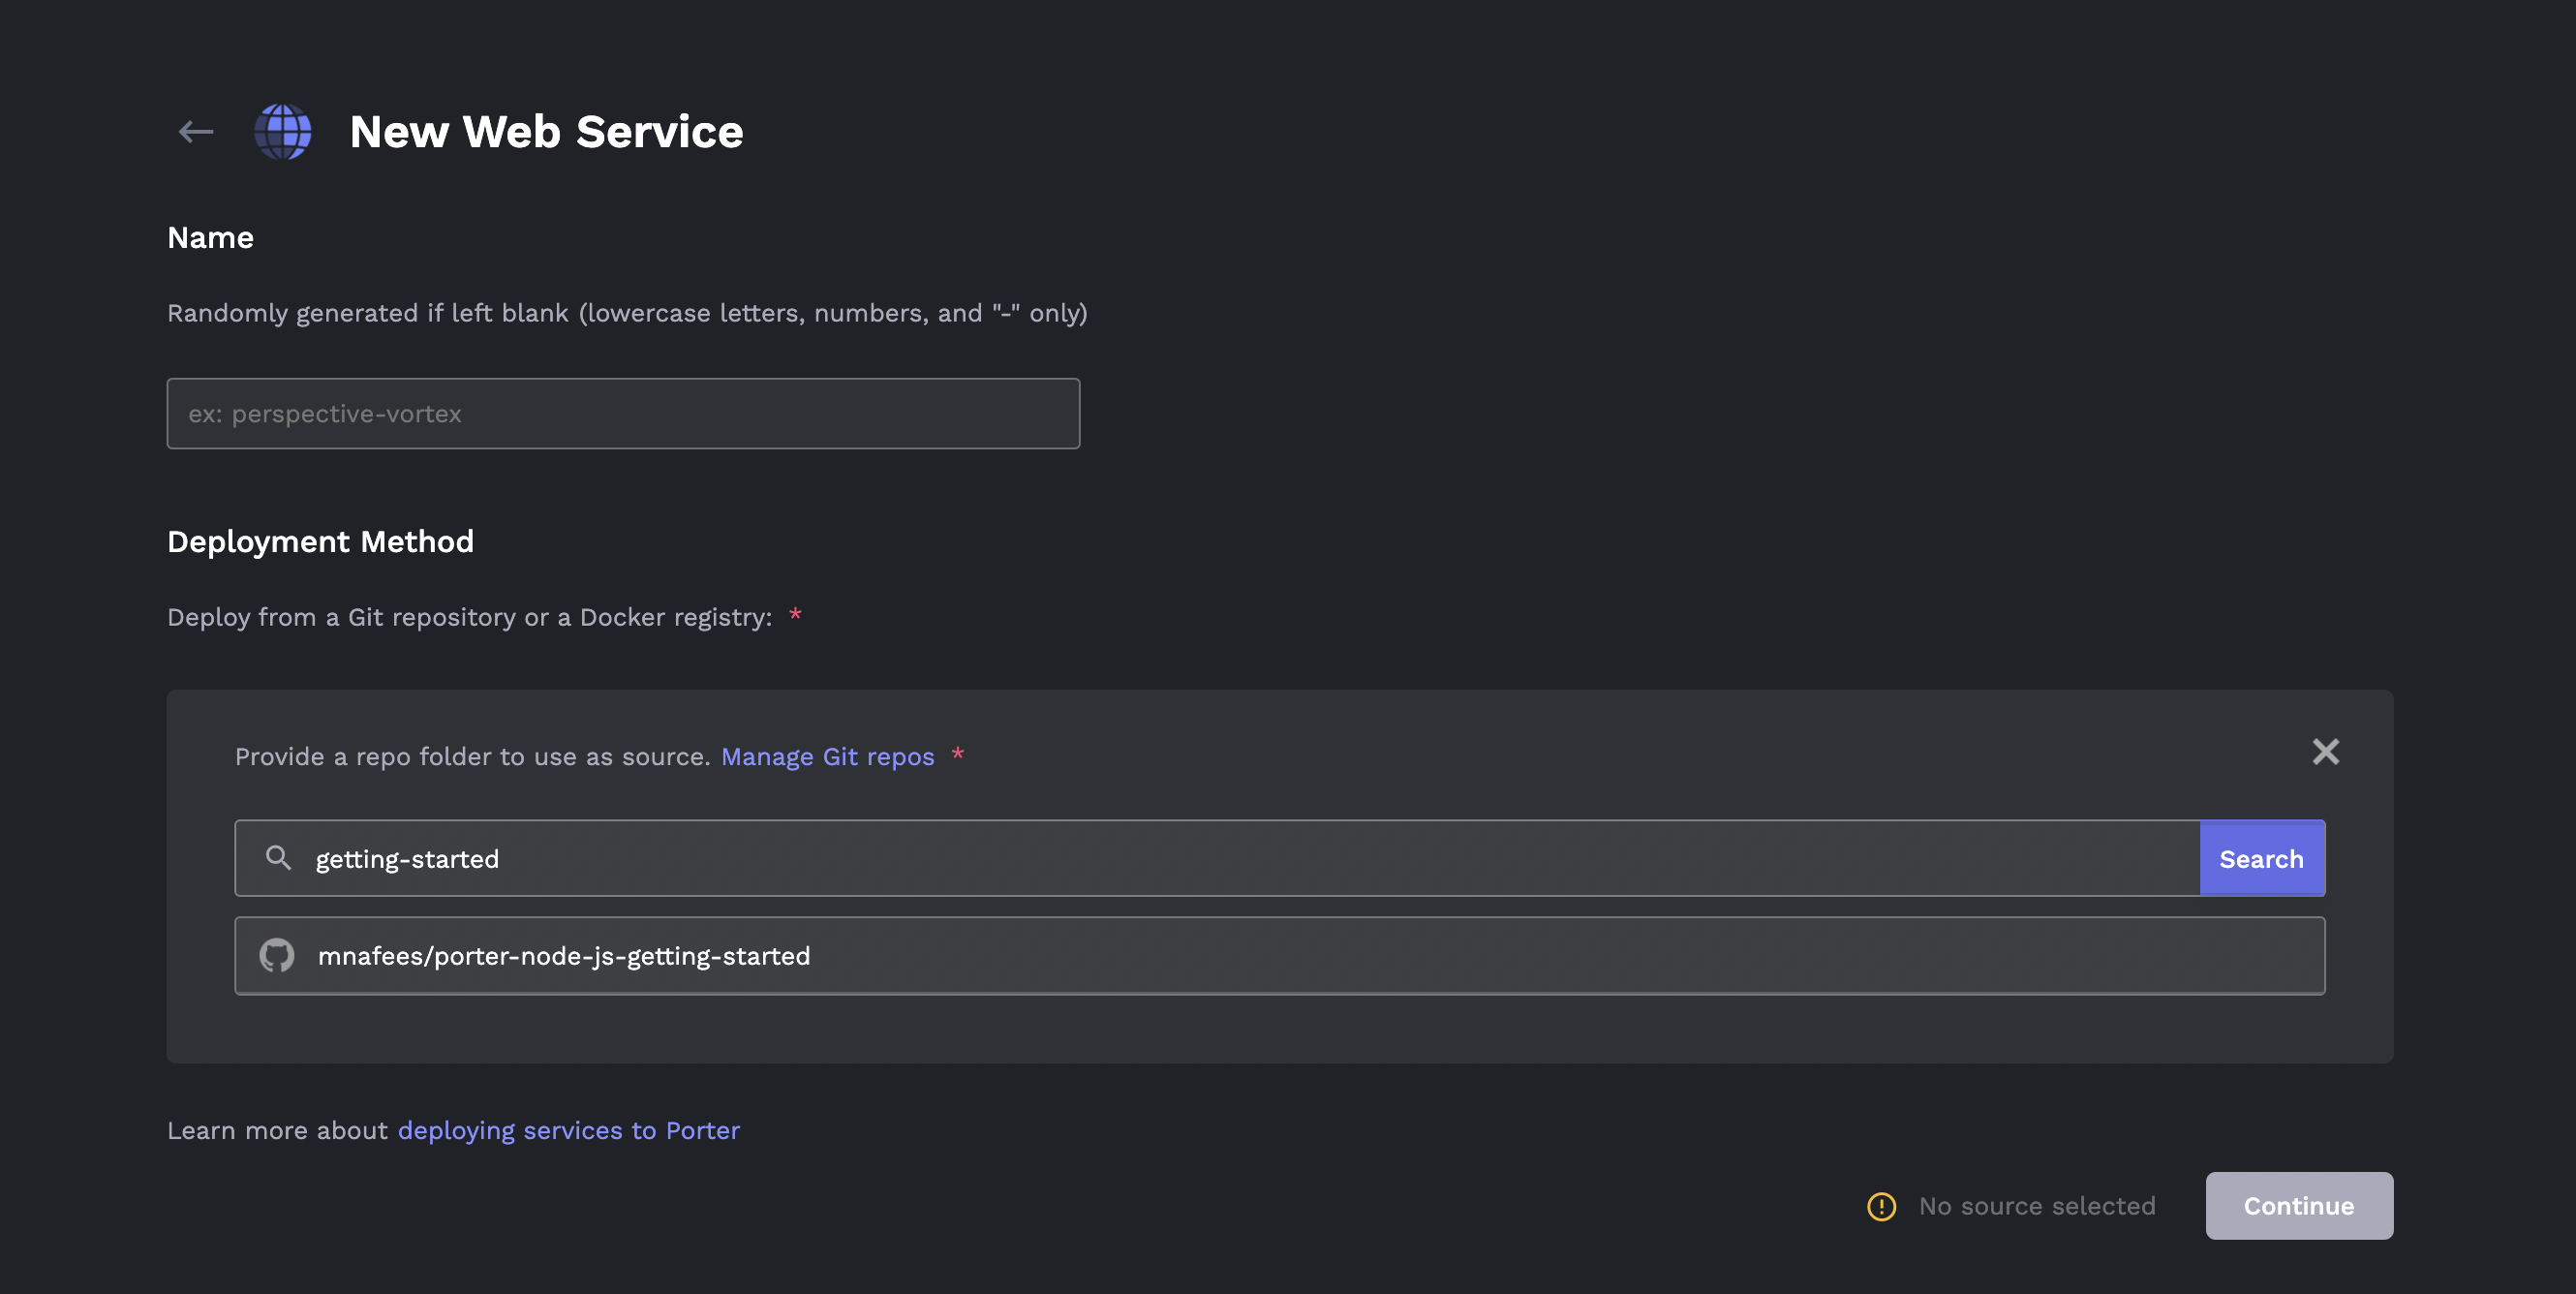 New Web Service
Name
Randomly generated if left blank (lowercase letters, numbers, and "-" only)
ex: perspective-vortex
Deployment Method
Deploy from a Git repository or a Docker registry: *
Provide a repo folder to use as source. Manage Git repos *
getting-started
Search
mnafees/porter-node-js-getting-started
Learn more about deploying services to Porter
No source selected
Continue